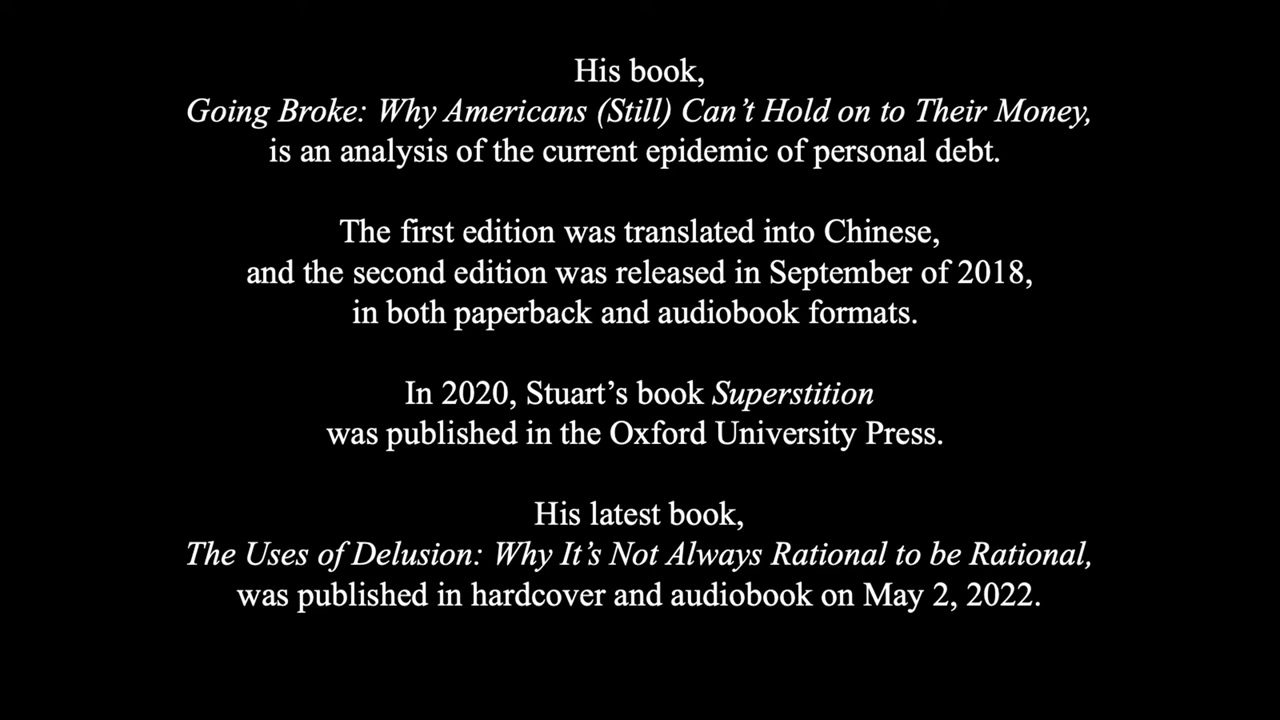 His book,
Going Broke: Why Americans (Still) Can’t Hold on to Their Money,
is an analysis of the current epidemic of personal debt.
The first edition was translated into Chinese,
and the second edition was released in September of 2018,
in both paperback and audiobook formats.
In 2020, Stuart’s book Superstition
was published in the Oxford University Press.
His latest book,
The Uses of Delusion: Why It’s Not Always Rational to be Rational,
was published in hardcover and audiobook on May 2, 2022.